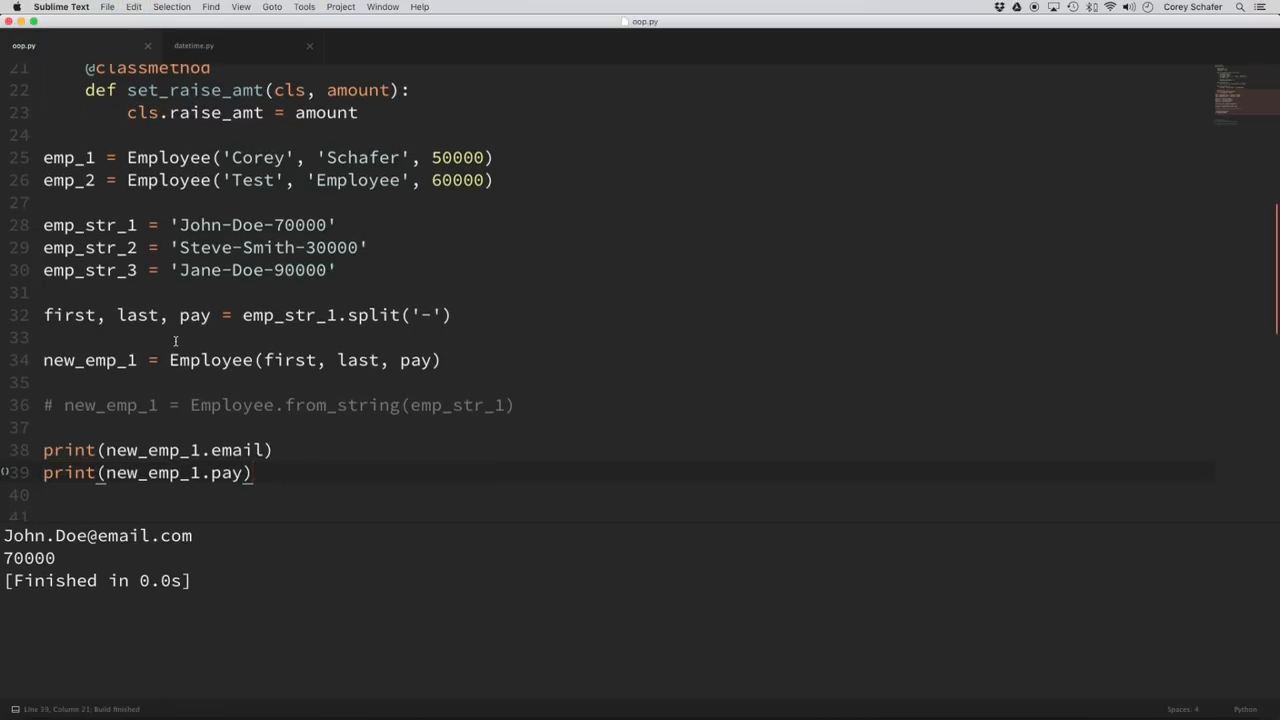 Sublime Text File Edit Selection Find View Goto Tools Project Window Help Corey Schafer
oop.py
oop.py datetime.py
21 @classmethod
22 def set_raise_amt(cls, amount):
23 cls.raise_amt = amount
24
25 emp_1 = Employee('Corey', 'Schafer', 50000)
26 emp_2 = Employee('Test', 'Employee', 60000)
27
28 emp_str_1 = 'John-Doe-70000'
29 emp_str_2 = 'Steve-Smith-30000'
30 emp_str_3 = 'Jane-Doe-90000'
31
32 first, last, pay = emp_str_1.split('-')
33
34 new_emp_1 = Employee(first, last, pay)
35
36 # new_emp_1 = Employee.from_string(emp_str_1)
37
38 print(new_emp_1.email)
39 print(new_emp_1.pay)
40
41
John.Doe@email.com
70000
[Finished in 0.0s]
Line 39, Column 21; Build finished Spaces: 4 Python